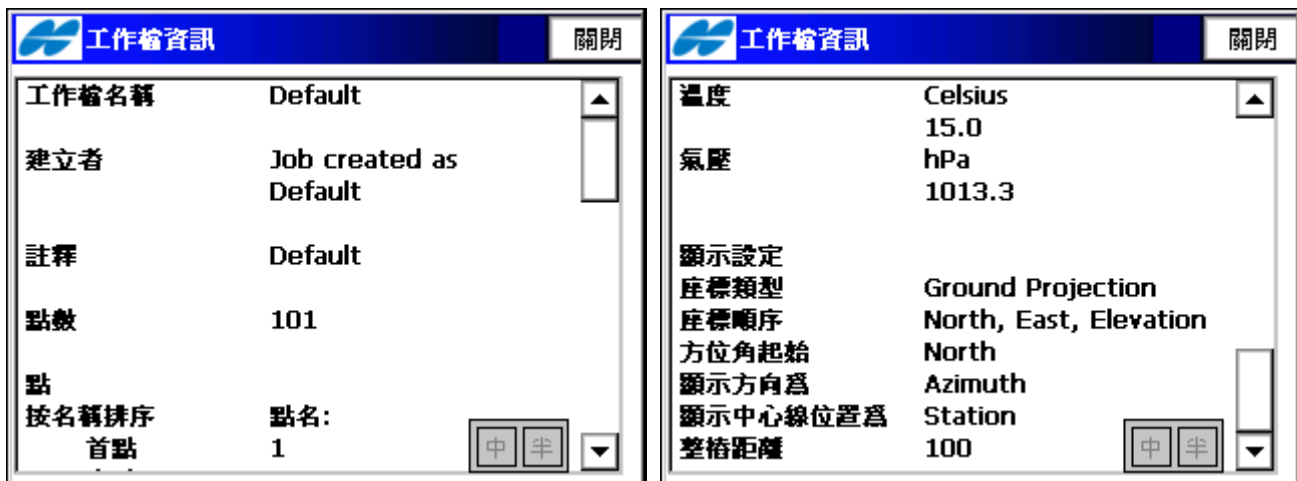 工作檔資訊
關閉
工作檔名稱 Default
建立者 Job created as
Default
註釋 Default
點數 101
點
按名稱排序 點名:
首點 1
中 半
工作檔資訊
關閉
溫度 Celsius
15.0
氣壓 hPa
1013.3
顯示設定
座標類型 Ground Projection
座標順序 North, East, Elevation
方位角起始 North
顯示方向爲 Azimuth
顯示中心線位置爲 Station
整樁距離 100
中 半